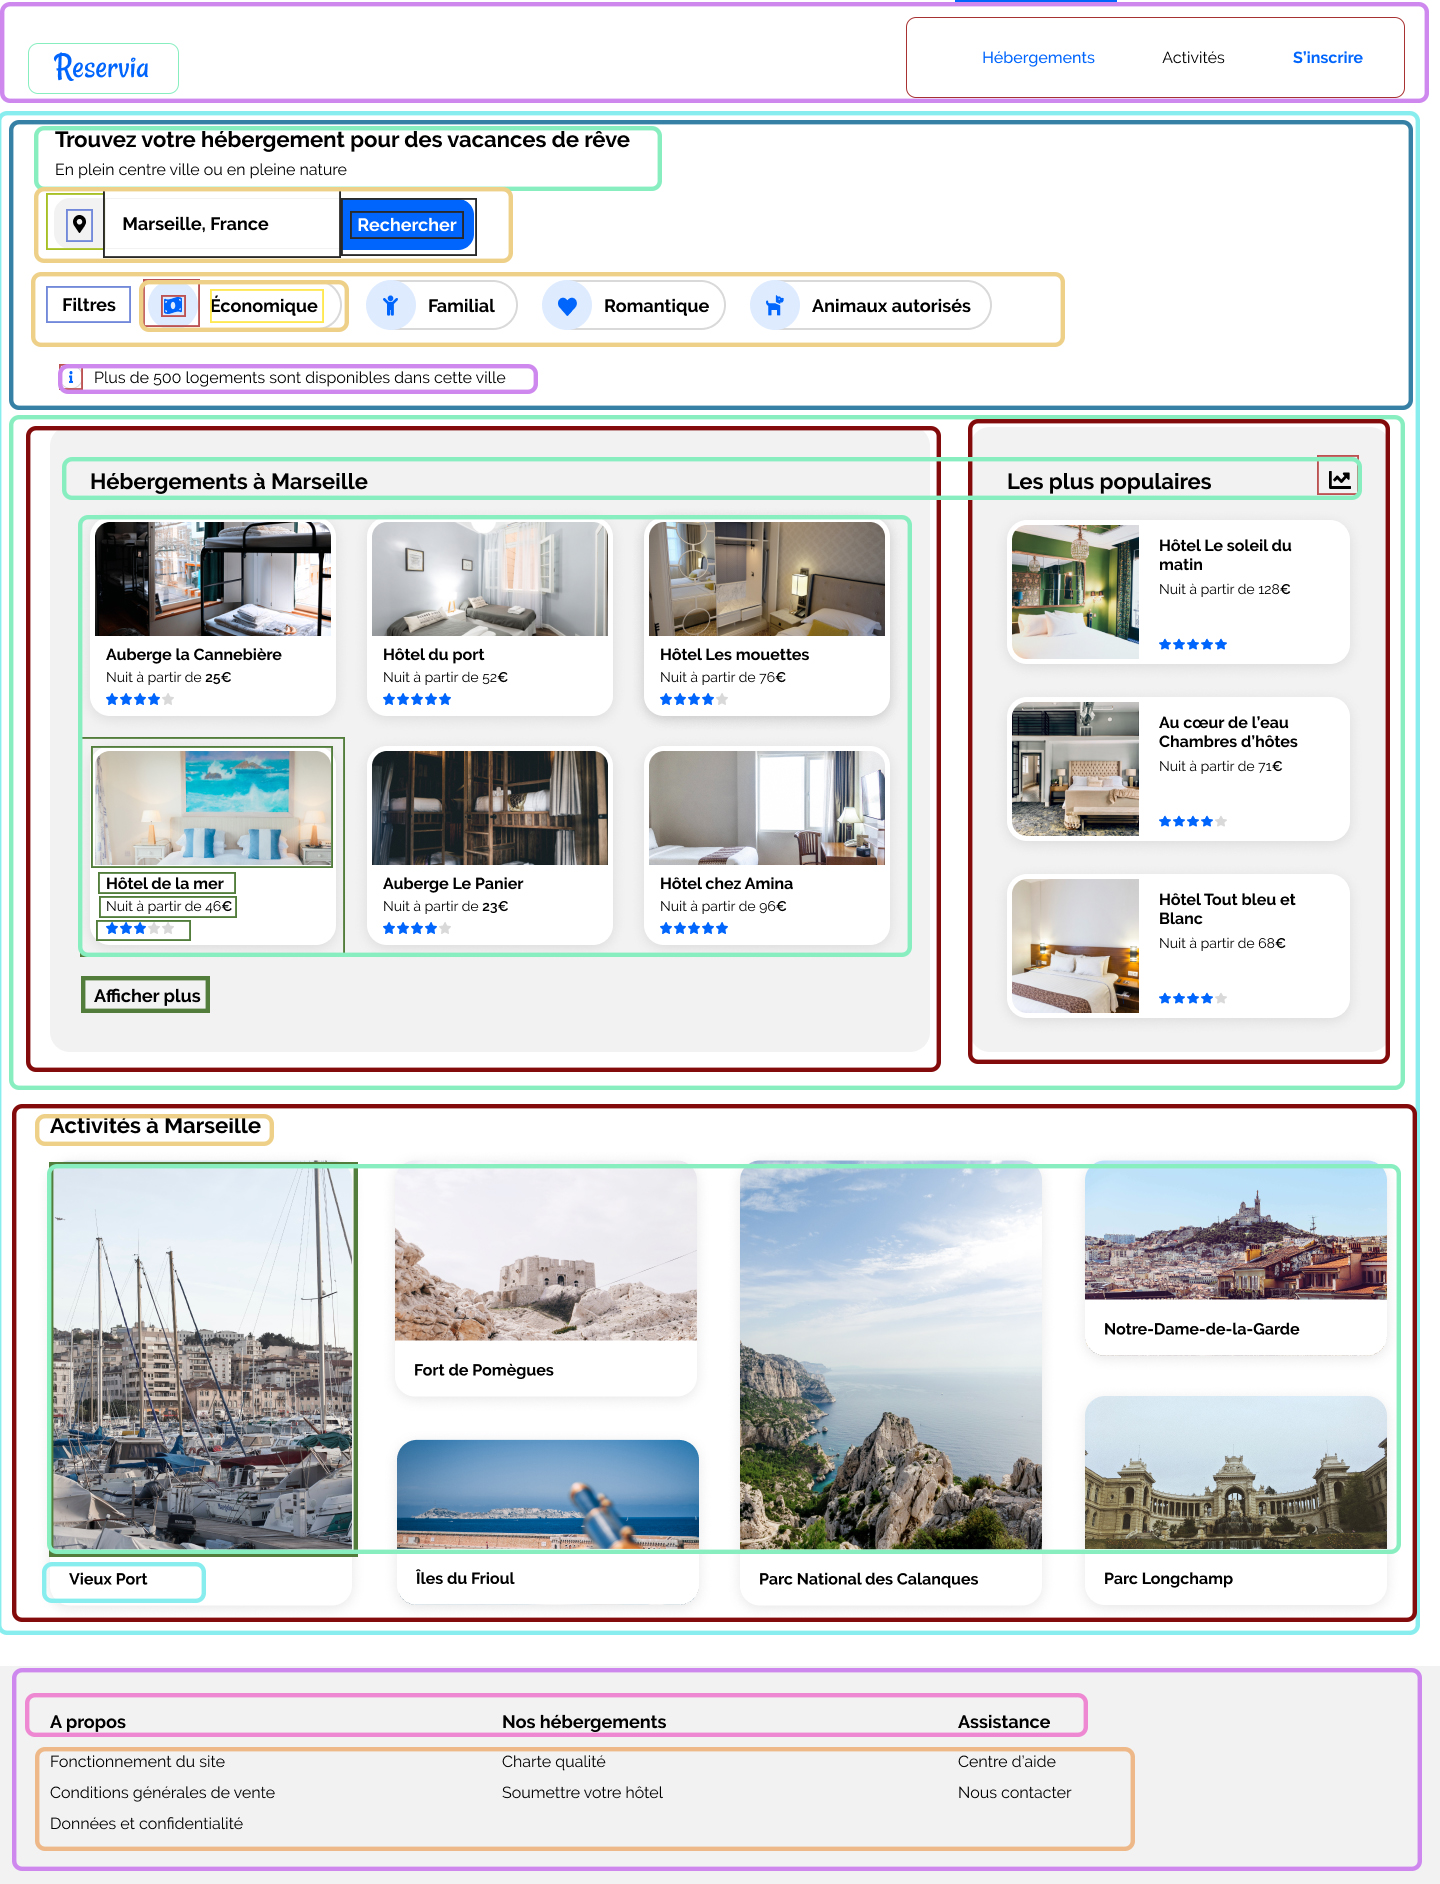 Reservia
Hébergements
Activités
S'inscrire
Trouvez votre hébergement pour des vacances de rêve
En plein centre ville ou en pleine nature
Marseille, France
Rechercher
Filtres
Économique
Familial
Romantique
Animaux autorisés
Plus de 500 logements sont disponibles dans cette ville
Hébergements à Marseille
Auberge la Cannebière
Nuit à partir de 25€
Hôtel du port
Nuit à partir de 52€
Hôtel Les mouettes
Nuit à partir de 76€
Hôtel de la mer
Nuit à partir de 46€
Auberge Le Panier
Nuit à partir de 23€
Hôtel chez Amina
Nuit à partir de 96€
Afficher plus
Les plus populaires
Hôtel Le soleil du
matin
Nuit à partir de 128€
Au cœur de l'eau
Chambres d'hôtes
Nuit à partir de 71€
Hôtel Tout bleu et
Blanc
Nuit à partir de 68€
Activités à Marseille
Vieux Port
Fort de Pomègues
Îles du Frioul
Parc National des Calanques
Notre-Dame-de-la-Garde
Parc Longchamp
A propos
Fonctionnement du site
Conditions générales de vente
Données et confidentialité
Nos hébergements
Charte qualité
Soumettre votre hôtel
Assistance
Centre d'aide
Nous contacter